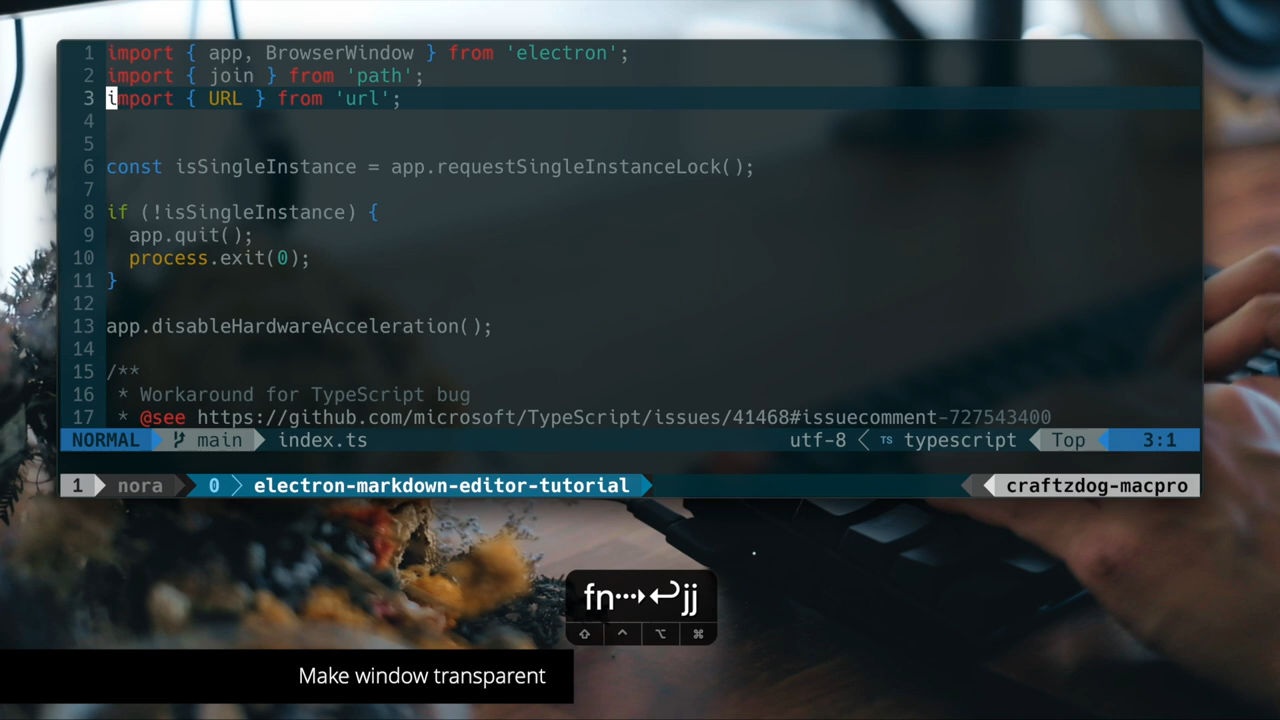 1 import { app, BrowserWindow } from 'electron';
2 import { join } from 'path';
3 import { URL } from 'url';
4
5
6 const isSingleInstance = app.requestSingleInstanceLock();
7
8 if (!isSingleInstance) {
9   app.quit();
10   process.exit(0);
11 }
12
13 app.disableHardwareAcceleration();
14
15 /**
16  * Workaround for TypeScript bug
17  * @see https://github.com/microsoft/TypeScript/issues/41468#issuecomment-727543400
NORMAL main index.ts utf-8 TS typescript Top 3:1
1 nora 0 electron-markdown-editor-tutorial craftzdog-macpro
fn⇢↩jj
⇧ ^ ⌥ ⌘
Make window transparent